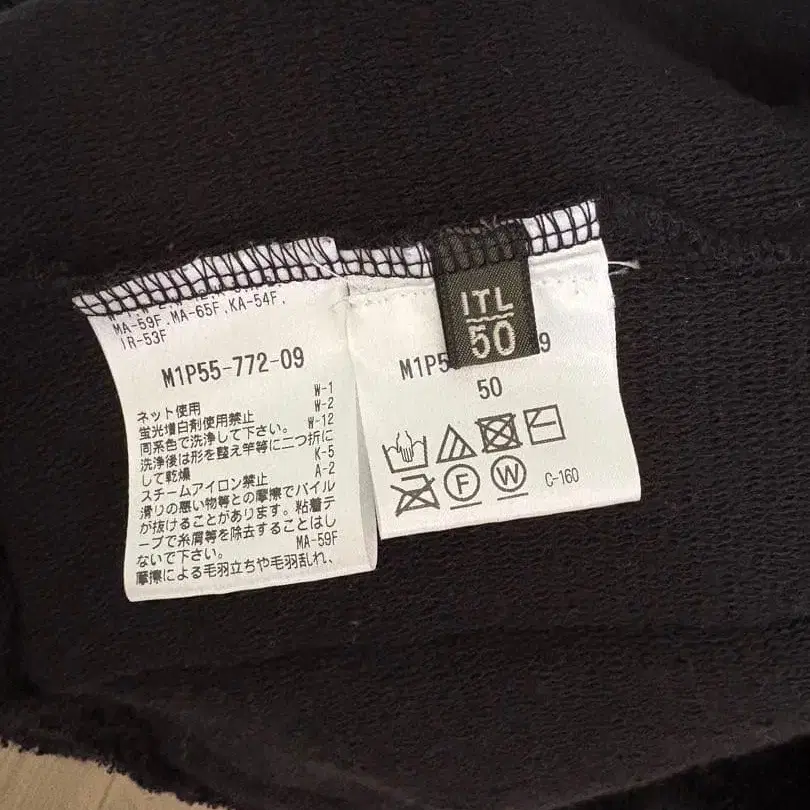 MA-59F.MA-65F.KA-54F.
IR-53F
M1P55-772-09
ネット使用 W-1
蛍光増白剤使用禁止 W-2
同系色で洗浄して下さい。 W-12
洗浄後は形を整え竿等に二つ折に
して乾燥 K-5
スチームアイロン禁止 A-2
滑りの悪い物等との摩擦でパイル
が抜けることがあります。粘着テ
ープで糸屑等を除去することはし
ないで下さい。 MA-59F
摩擦による毛羽立ちや毛羽乱れ、
ITL
50
M1P5 9
50
F W C-160